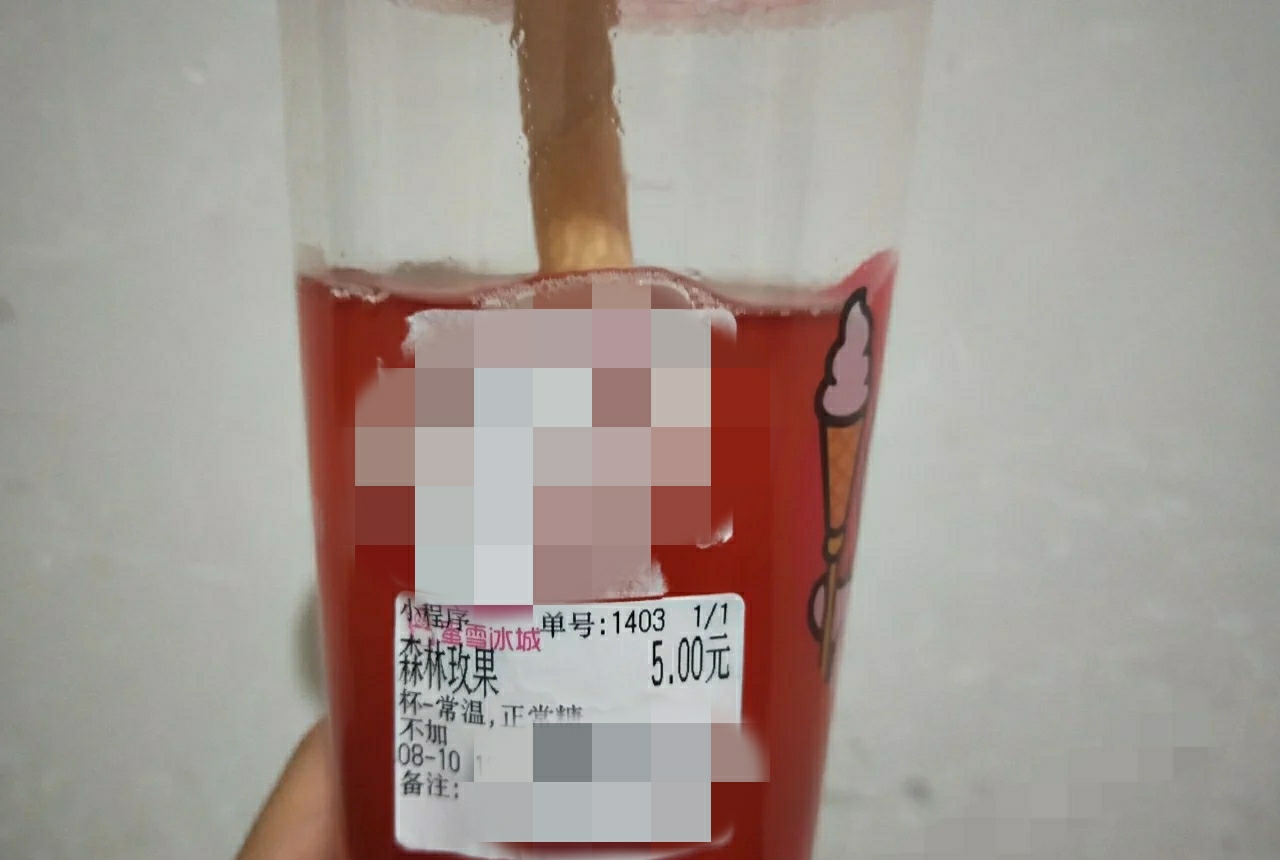 小程序 单号:1403 1/1
蜜雪冰城
森林玫果 5.00元
杯-常温,正常糖
不加
08-10
备注: